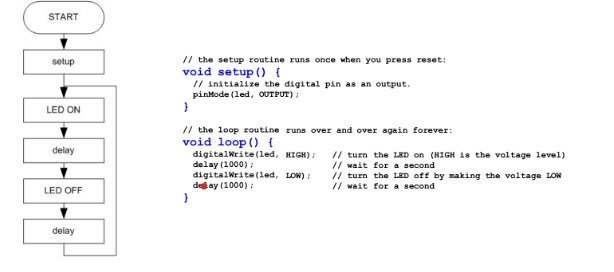 START
setup
LED ON
delay
LED OFF
delay
// the setup routine runs once when you press reset:
void setup() {
// initialize the digital pin as an output.
pinMode(led, OUTPUT);
}
// the loop routine runs over and over again forever:
void loop() {
digitalWrite(led, HIGH); // turn the LED on (HIGH is the voltage level)
delay(1000); // wait for a second
digitalWrite(led, LOW); // turn the LED off by making the voltage LOW
delay(1000); // wait for a second
}